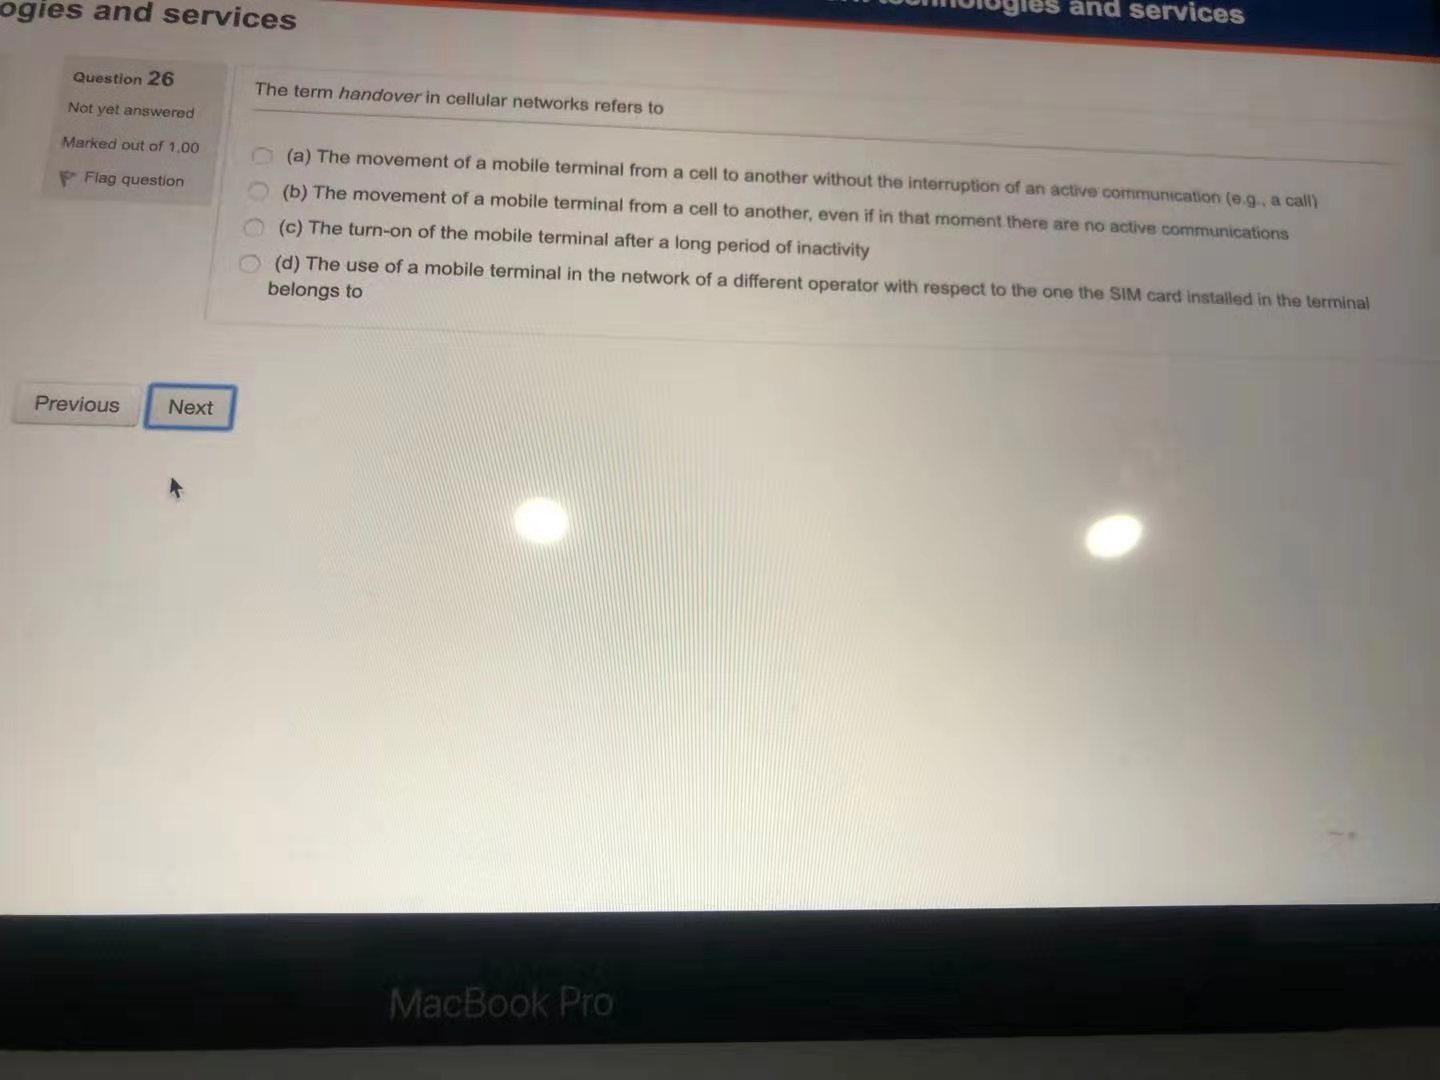 ogies and services
ologies and services
Question 26
Not yet answered
Marked out of 1,00
Flag question
The term handover in cellular networks refers to
(a) The movement of a mobile terminal from a cell to another without the interruption of an active communication (e.g., a call)
(b) The movement of a mobile terminal from a cell to another, even if in that moment there are no active communications
(c) The turn-on of the mobile terminal after a long period of inactivity
(d) The use of a mobile terminal in the network of a different operator with respect to the one the SIM card installed in the terminal
belongs to
Previous
Next
MacBook Pro